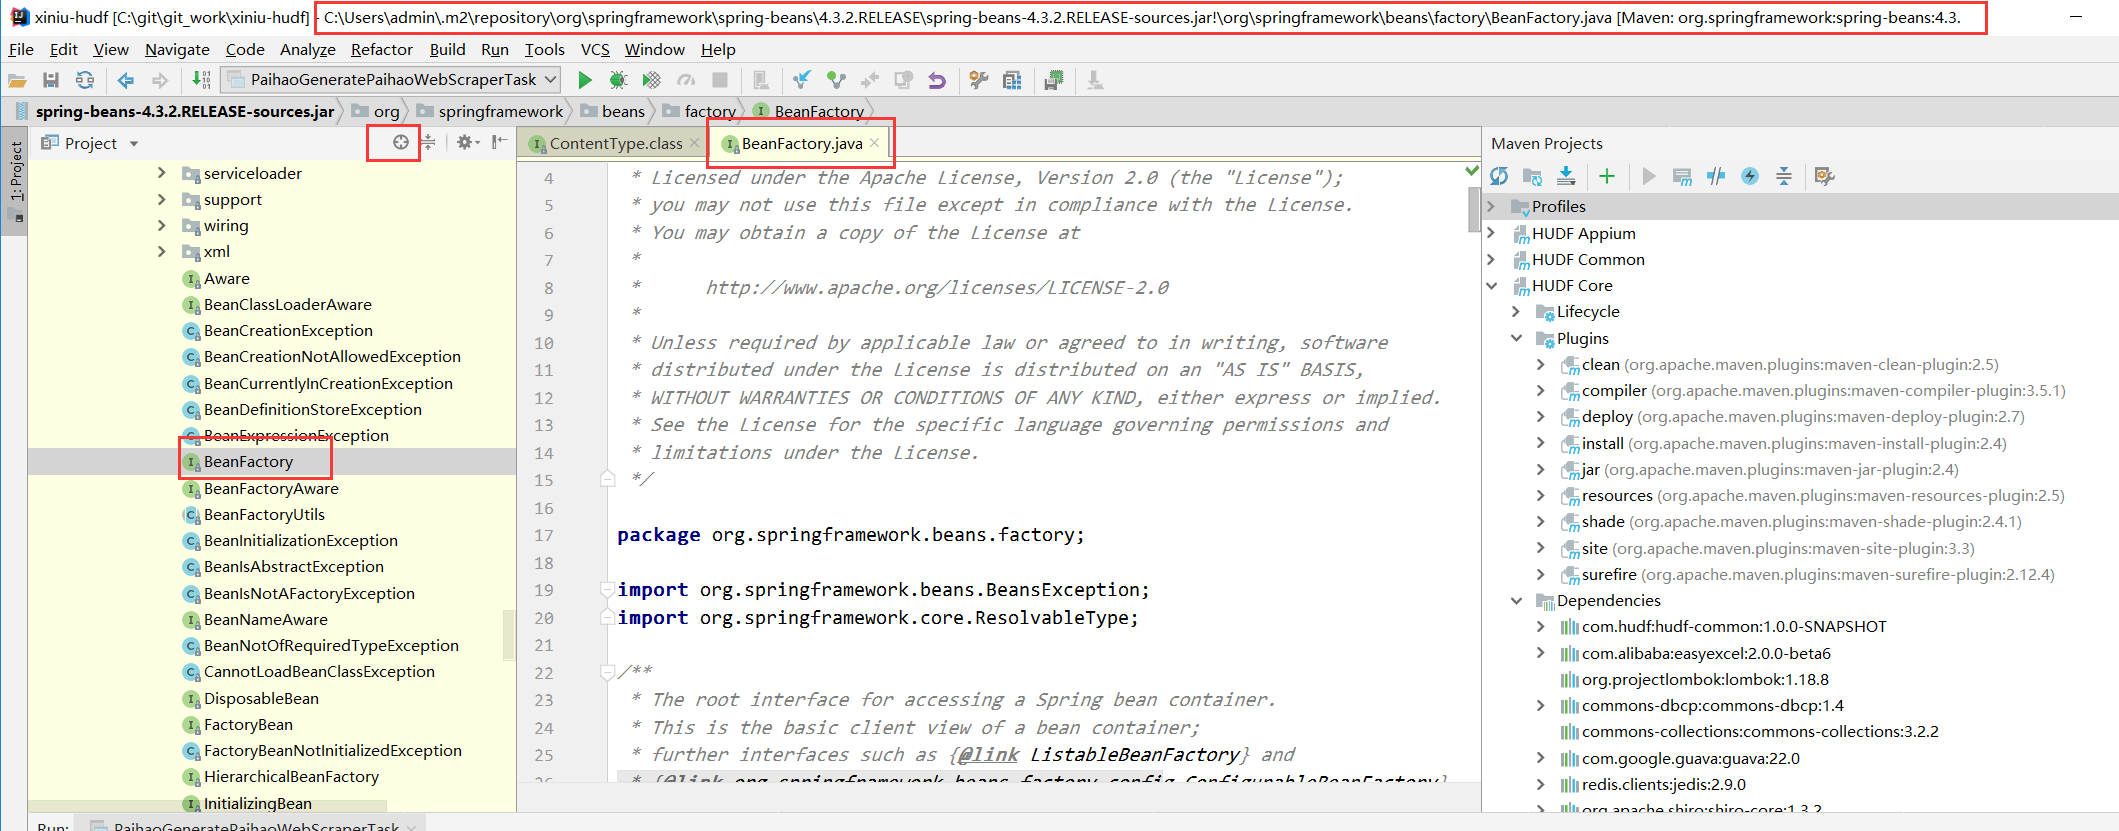 xiniu-hudf [C:\git\git_work\xiniu-hudf] - C:\Users\admin\.m2\repository\org\springframework\spring-beans\4.3.2.RELEASE\spring-beans-4.3.2.RELEASE-sources.jar!\org\springframework\beans\factory\BeanFactory.java [Maven: org.springframework:spring-beans:4.3.
File Edit View Navigate Code Analyze Refactor Build Run Tools VCS Window Help
PaihaoGeneratePaihaoWebScraperTask
spring-beans-4.3.2.RELEASE-sources.jar org springframework beans factory BeanFactory
1: Project
Project
serviceloader
support
wiring
xml
Aware
BeanClassLoaderAware
BeanCreationException
BeanCreationNotAllowedException
BeanCurrentlyInCreationException
BeanDefinitionStoreException
BeanExpressionException
BeanFactory
BeanFactoryAware
BeanFactoryUtils
BeanInitializationException
BeanIsAbstractException
BeanIsNotAFactoryException
BeanNameAware
BeanNotOfRequiredTypeException
CannotLoadBeanClassException
DisposableBean
FactoryBean
FactoryBeanNotInitializedException
HierarchicalBeanFactory
InitializingBean
ContentType.class BeanFactory.java
4 * Licensed under the Apache License, Version 2.0 (the "License");
5 * you may not use this file except in compliance with the License.
6 * You may obtain a copy of the License at
7 *
8 * http://www.apache.org/licenses/LICENSE-2.0
9 *
10 * Unless required by applicable law or agreed to in writing, software
11 * distributed under the License is distributed on an "AS IS" BASIS,
12 * WITHOUT WARRANTIES OR CONDITIONS OF ANY KIND, either express or implied.
13 * See the License for the specific language governing permissions and
14 * limitations under the License.
15 */
16
17 package org.springframework.beans.factory;
18
19 import org.springframework.beans.BeansException;
20 import org.springframework.core.ResolvableType;
21
22 /**
23 * The root interface for accessing a Spring bean container.
24 * This is the basic client view of a bean container;
25 * further interfaces such as {@link ListableBeanFactory} and
26 * {@link org.springframework.beans.factory.config.ConfigurableBeanFactory}
Maven Projects
Profiles
HUDF Appium
HUDF Common
HUDF Core
Lifecycle
Plugins
clean (org.apache.maven.plugins:maven-clean-plugin:2.5)
compiler (org.apache.maven.plugins:maven-compiler-plugin:3.5.1)
deploy (org.apache.maven.plugins:maven-deploy-plugin:2.7)
install (org.apache.maven.plugins:maven-install-plugin:2.4)
jar (org.apache.maven.plugins:maven-jar-plugin:2.4)
resources (org.apache.maven.plugins:maven-resources-plugin:2.5)
shade (org.apache.maven.plugins:maven-shade-plugin:2.4.1)
site (org.apache.maven.plugins:maven-site-plugin:3.3)
surefire (org.apache.maven.plugins:maven-surefire-plugin:2.12.4)
Dependencies
com.hudf:hudf-common:1.0.0-SNAPSHOT
com.alibaba:easyexcel:2.0.0-beta6
org.projectlombok:lombok:1.18.8
commons-dbcp:commons-dbcp:1.4
commons-collections:commons-collections:3.2.2
com.google.guava:guava:22.0
redis.clients:jedis:2.9.0
org.apache.shiro:shiro-core:1.3.2
Run: PaihaoGeneratePaihaoWebScraperTask